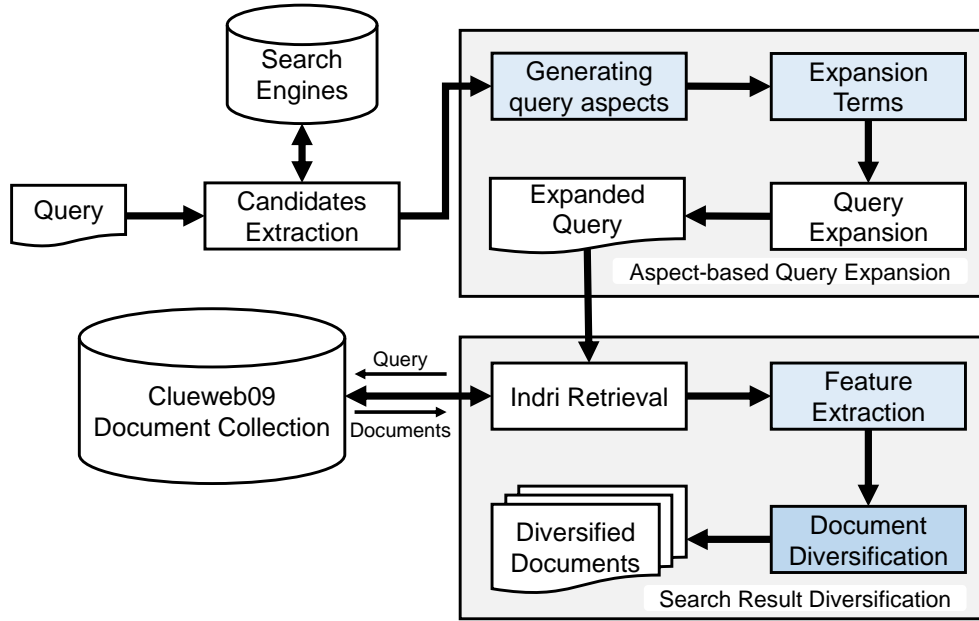 Search
Engines
Generating
query aspects
Expansion
Terms
Query
Candidates
Extraction
Expanded
Query
Query
Expansion
Aspect-based Query Expansion
Clueweb09
Document Collection
Query
Documents
Indri Retrieval
Feature
Extraction
Diversified
Documents
Document
Diversification
Search Result Diversification